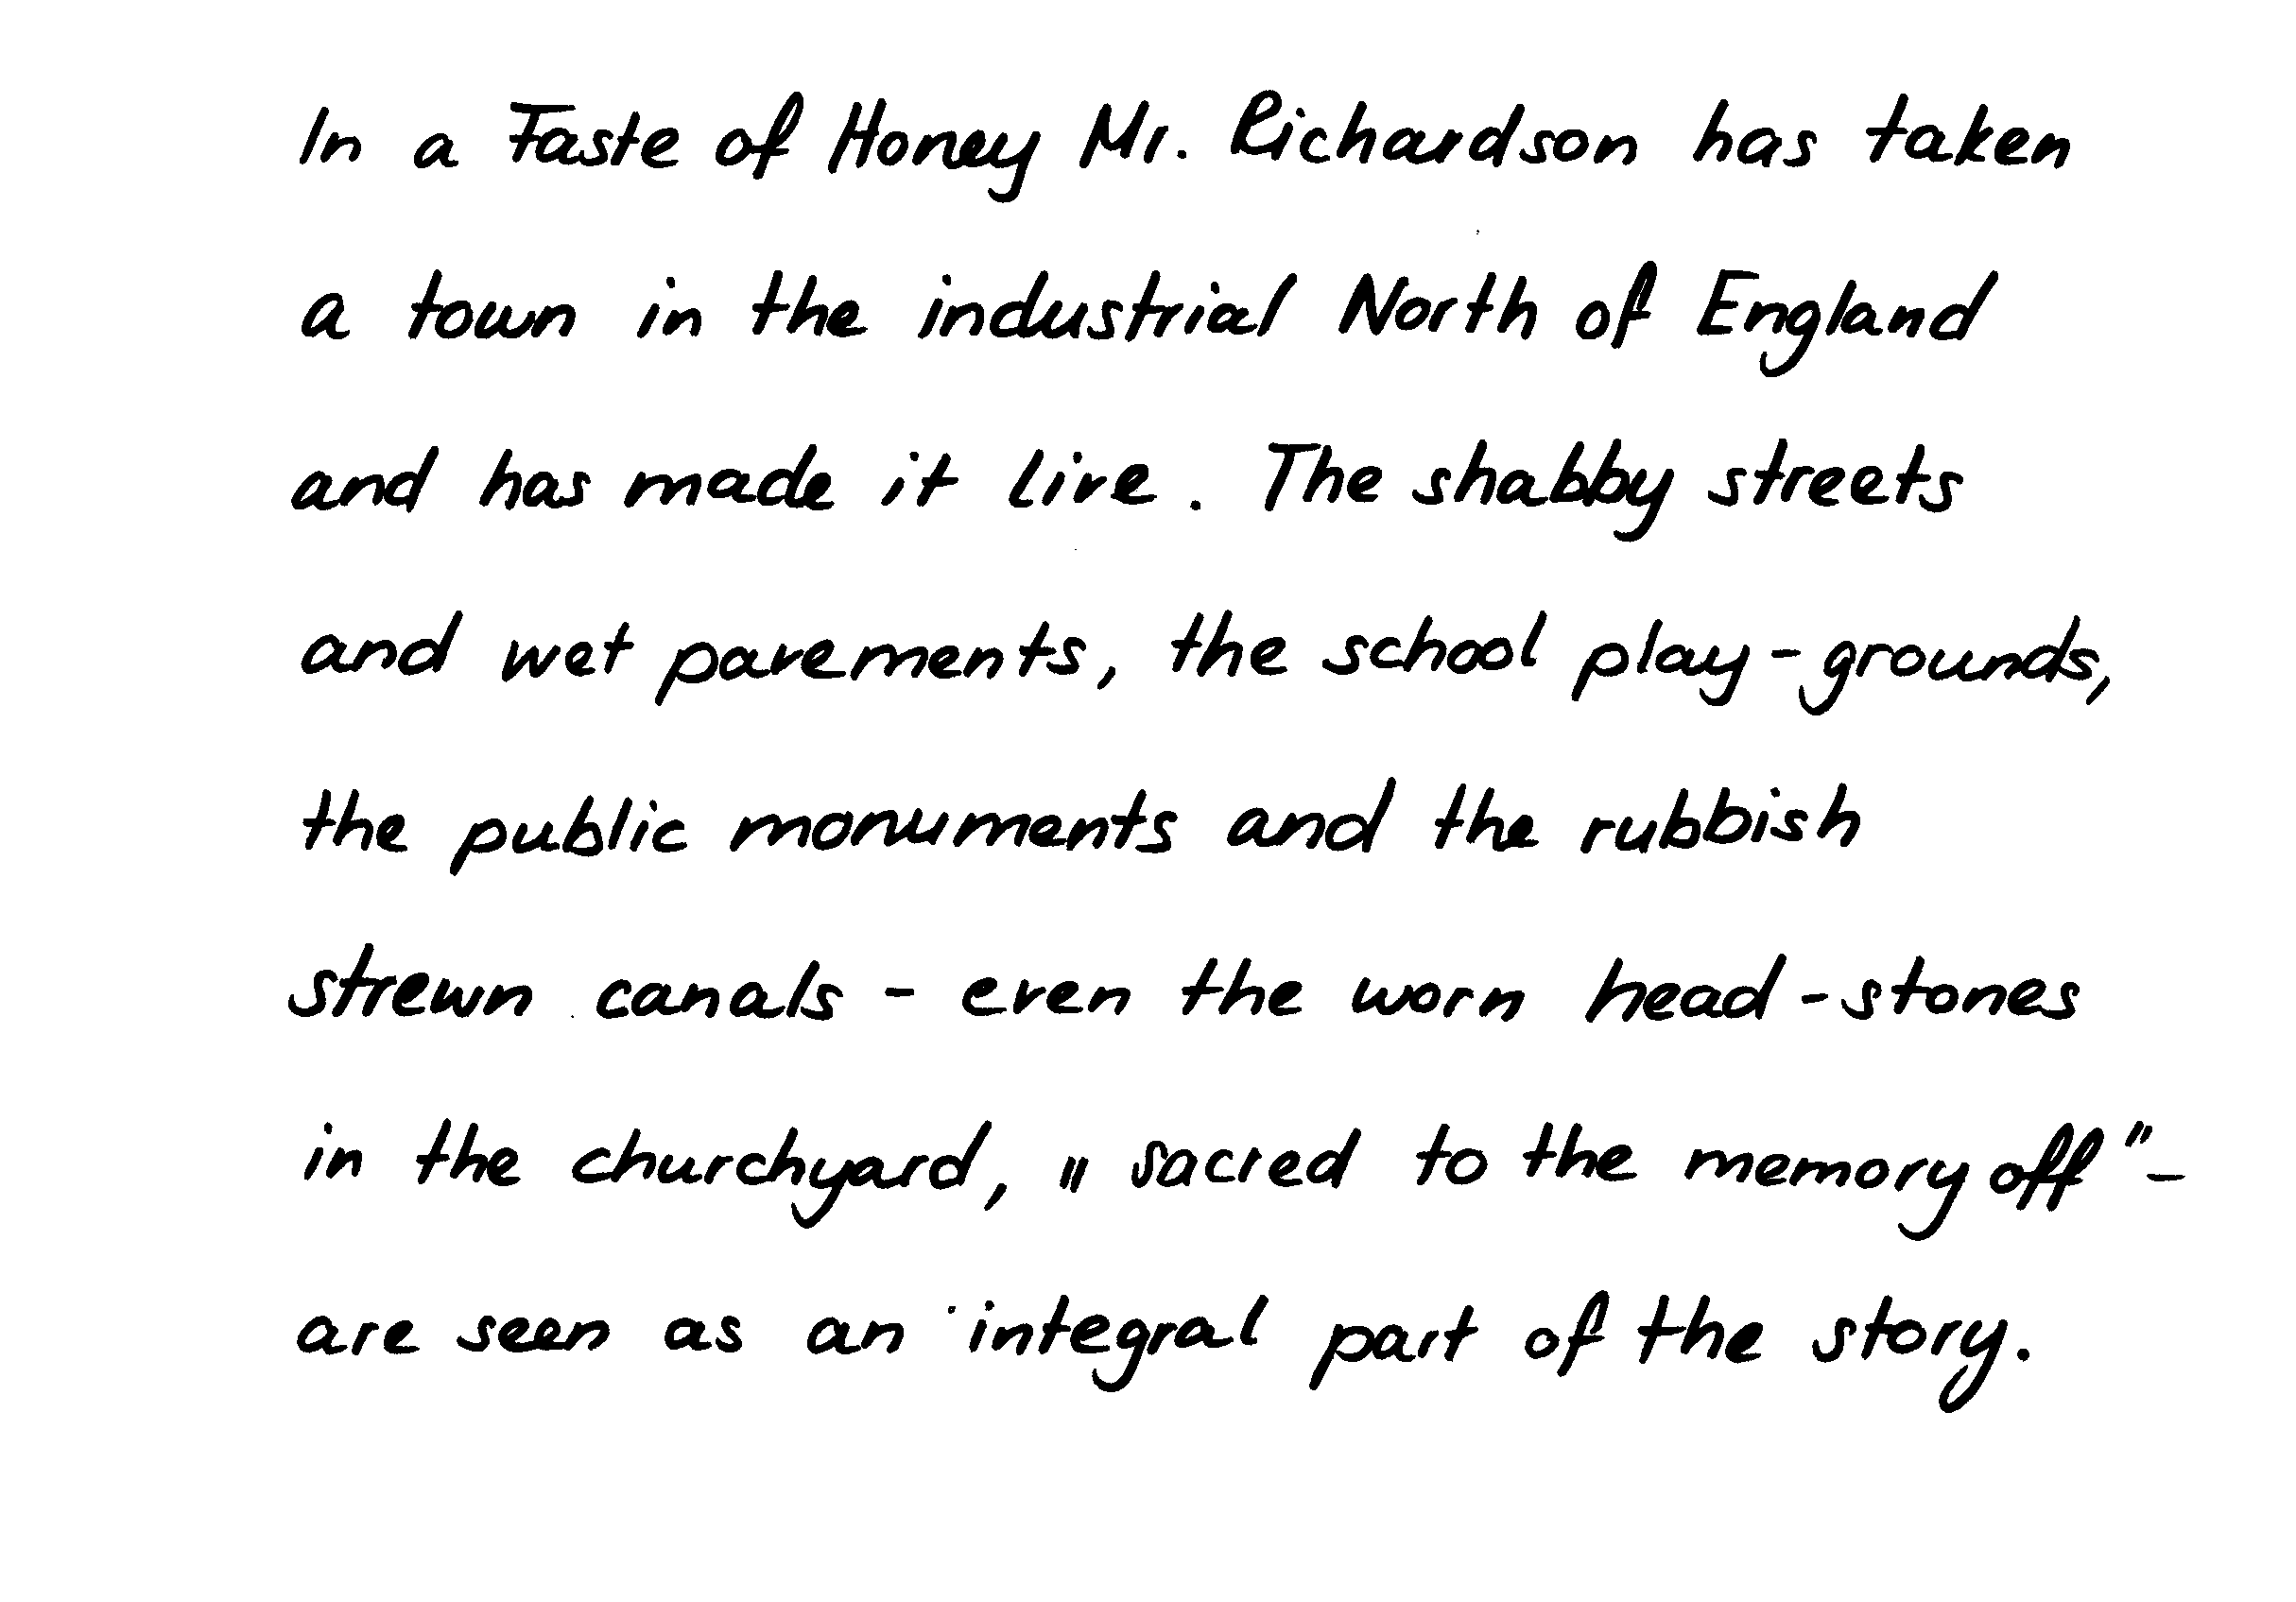 In a Taste of Honey Mr. Richardson has taken
a town in the industrial North of England
and has made it live. The shabby streets
and wet pavements, the school play-grounds,
the public monuments and the rubbish
strewn canals - even the worn head-stones
in the churchyard, „sacred to the memory off" -
are seen as an integral part of the story.